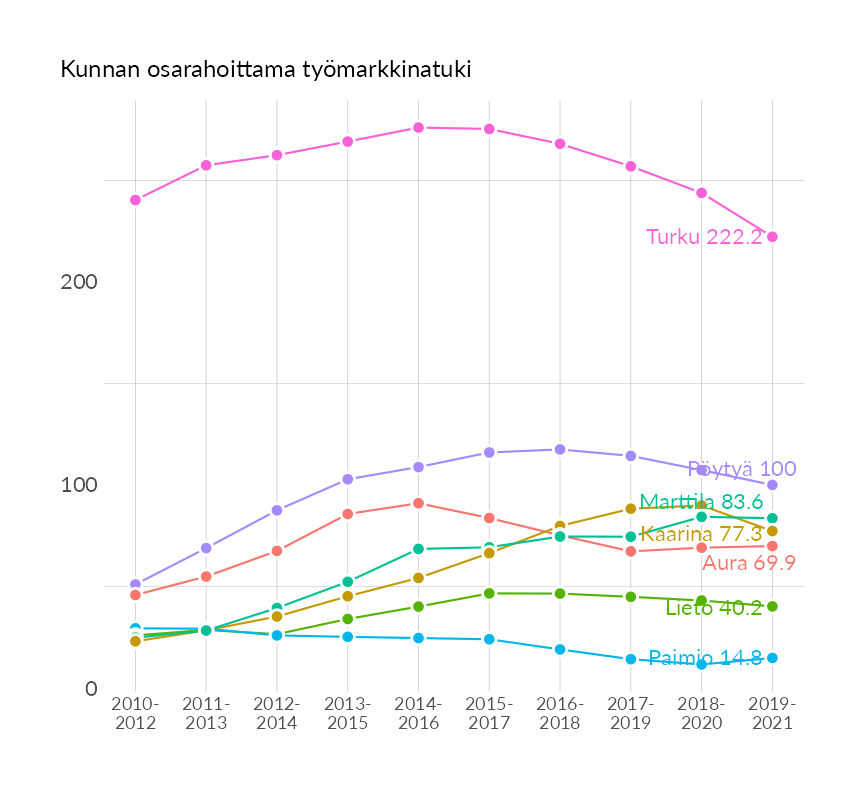 Kunnan osarahoittama työmarkkinatuki
Turku 222.2
200
Pöytyä 100
100
Marttila 83.6
Kaarina 77.3
Aura 69.9
Lieto 40.2
Paimio 14.8
0
2010- 2011- 2012- 2013- 2014- 2015- 2016- 2017- 2018- 2019-
2012 2013 2014 2015 2016 2017 2018 2019 2020 2021